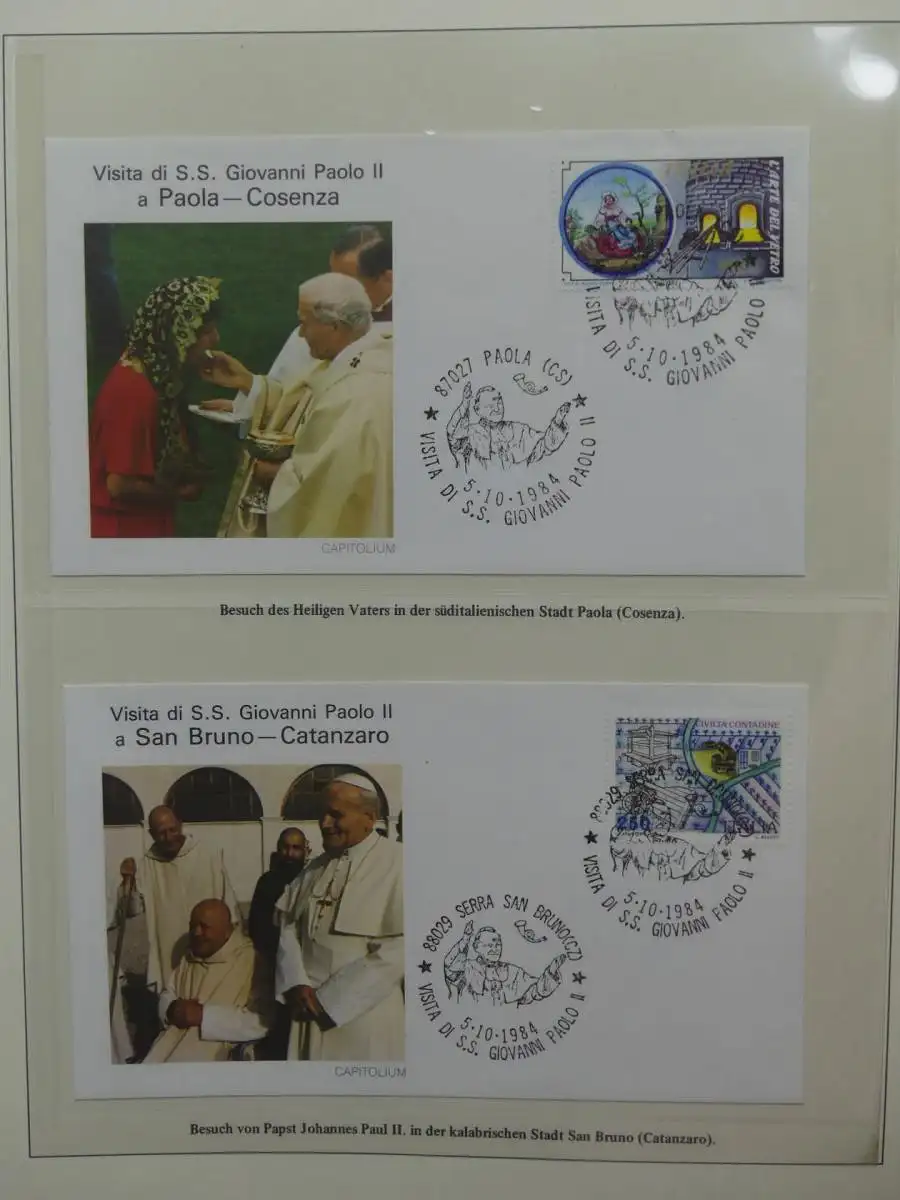 Visita di S.S. Giovanni Paolo II
a Paola—Cosenza
L'ARTE DEL VETRO
5·10·1984
VISITA DI S.S. GIOVANNI PAOLO II
87027 PAOLA (CS)
5·10·1984
VISITA DI S.S. GIOVANNI PAOLO II
CAPITOLIUM
Besuch des Heiligen Vaters in der süditalienischen Stadt Paola (Cosenza).
Visita di S.S. Giovanni Paolo II
a San Bruno—Catanzaro
CIVILTÀ CONTADINE
250
5·10·1984
VISITA DI S.S. GIOVANNI PAOLO II
88029 SERRA SAN BRUNO(CZ)
5·10·1984
VISITA DI S.S. GIOVANNI PAOLO II
CAPITOLIUM
Besuch von Papst Johannes Paul II. in der kalabrischen Stadt San Bruno (Catanzaro).